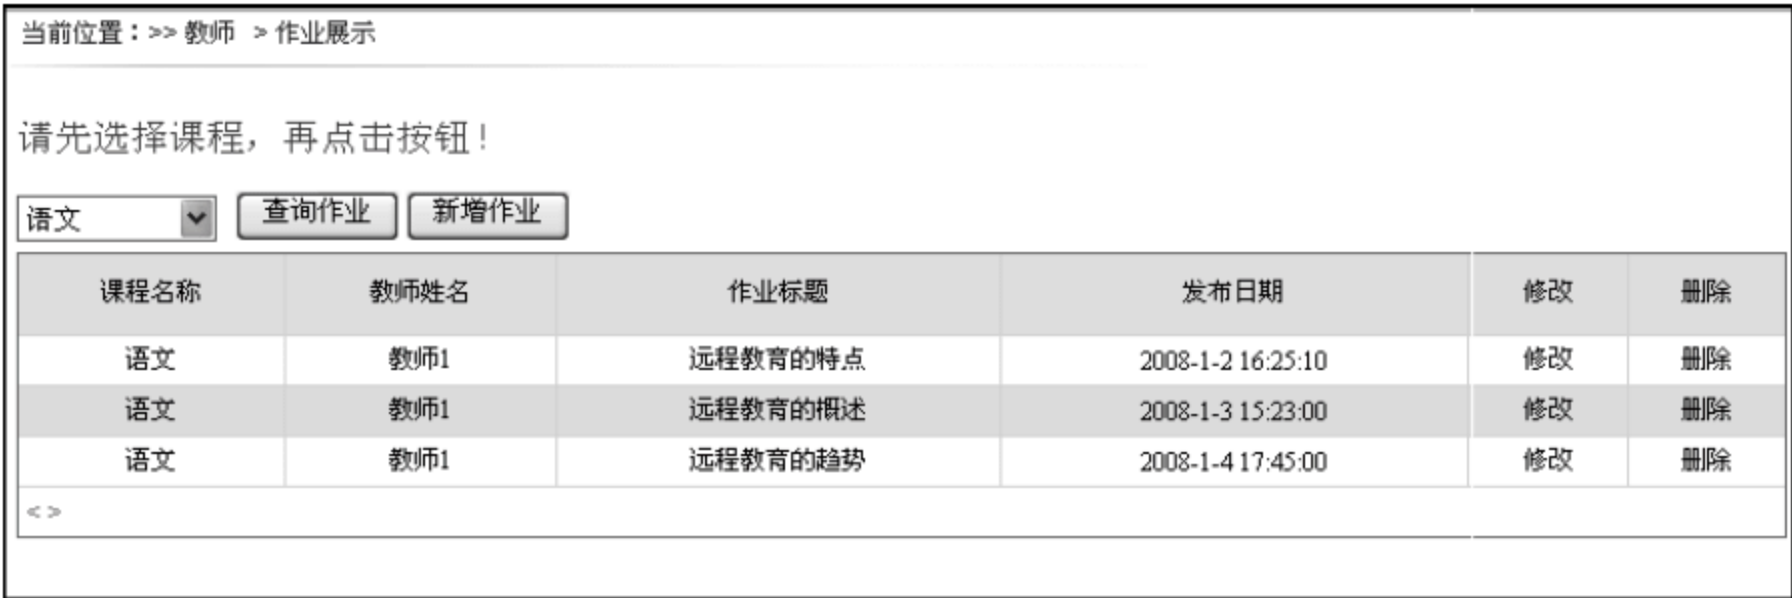 当前位置：>> 教师 > 作业展示
请先选择课程，再点击按钮！
语文 查询作业 新增作业
课程名称 教师姓名 作业标题 发布日期 修改 删除
语文 教师1 远程教育的特点 2008-1-2 16:25:10 修改 删除
语文 教师1 远程教育的概述 2008-1-3 15:23:00 修改 删除
语文 教师1 远程教育的趋势 2008-1-4 17:45:00 修改 删除
< >